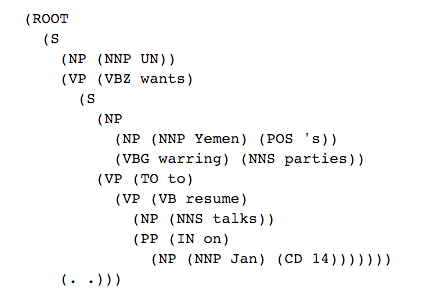 (ROOT
(S
(NP (NNP UN))
(VP (VBZ wants)
(S
(NP
(NP (NNP Yemen) (POS 's))
(VBG warring) (NNS parties))
(VP (TO to)
(VP (VB resume)
(NP (NNS talks))
(PP (IN on)
(NP (NNP Jan) (CD 14)))))))
(. .)))